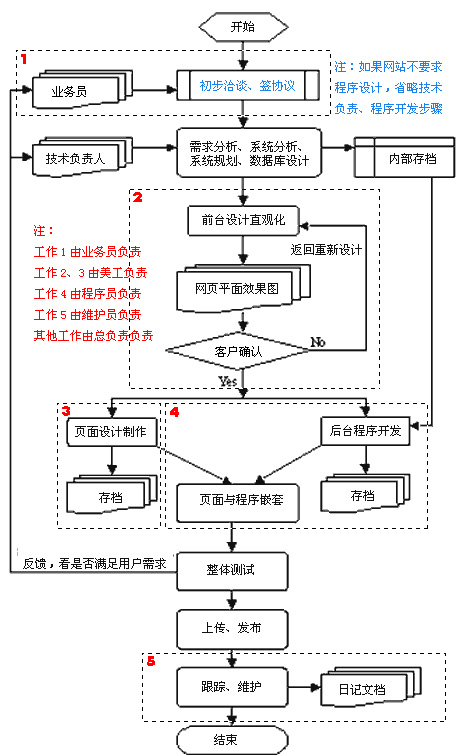 开始
1
业务员
初步洽谈、签协议
注：如果网站不要求
程序设计，省略技术
负责、程序开发步骤
技术负责人
需求分析、系统分析、
系统规划、数据库设计
内部存档
2
前台设计直观化
返回重新设计
注：
工作1由业务员负责
工作2、3由美工负责
工作4由程序员负责
工作5由维护员负责
其他工作由总负责负责
网页平面效果图
客户确认
No
Yes
3
4
页面设计制作
后台程序开发
存档
存档
页面与程序嵌套
反馈，看是否满足用户需求
整体测试
上传、发布
5
跟踪、维护
日记文档
结束